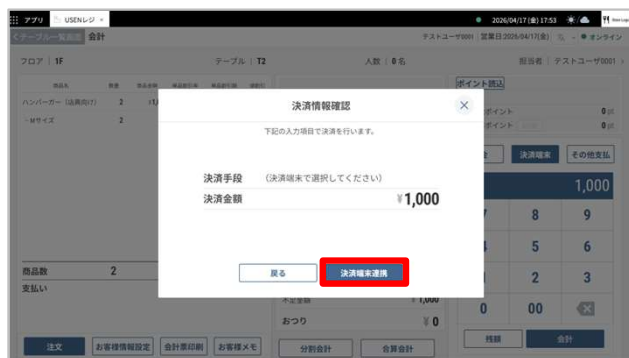 アプリ USENレジ × 2026/04/17(金) 17:53
くテーブル一覧画面 会計 テストユーザ0001 営業日:2026/04/17(金) オンライン
フロア 1F テーブル T2 人数 0 名 担当者 テストユーザ0001
商品名 数量 ポイント読込
ハンバーガー (店員向け) 2
決済情報確認 ×
ポイント 0 pt
- Mサイズ 2
ポイント 0 pt
下記の入力項目で決済を行います。
決済端末 その他支払
決済手段 (決済端末で選択してください)
1,000
決済金額 ¥1,000
8 9
5 6
戻る 決済端末連携
商品数 2
2 3
支払い
不足金額 ¥ 1,000
0 00
おつり ¥ 0
注文 お客様情報設定 会計票印刷 お客様メモ 分割会計 合算会計 残額 会計